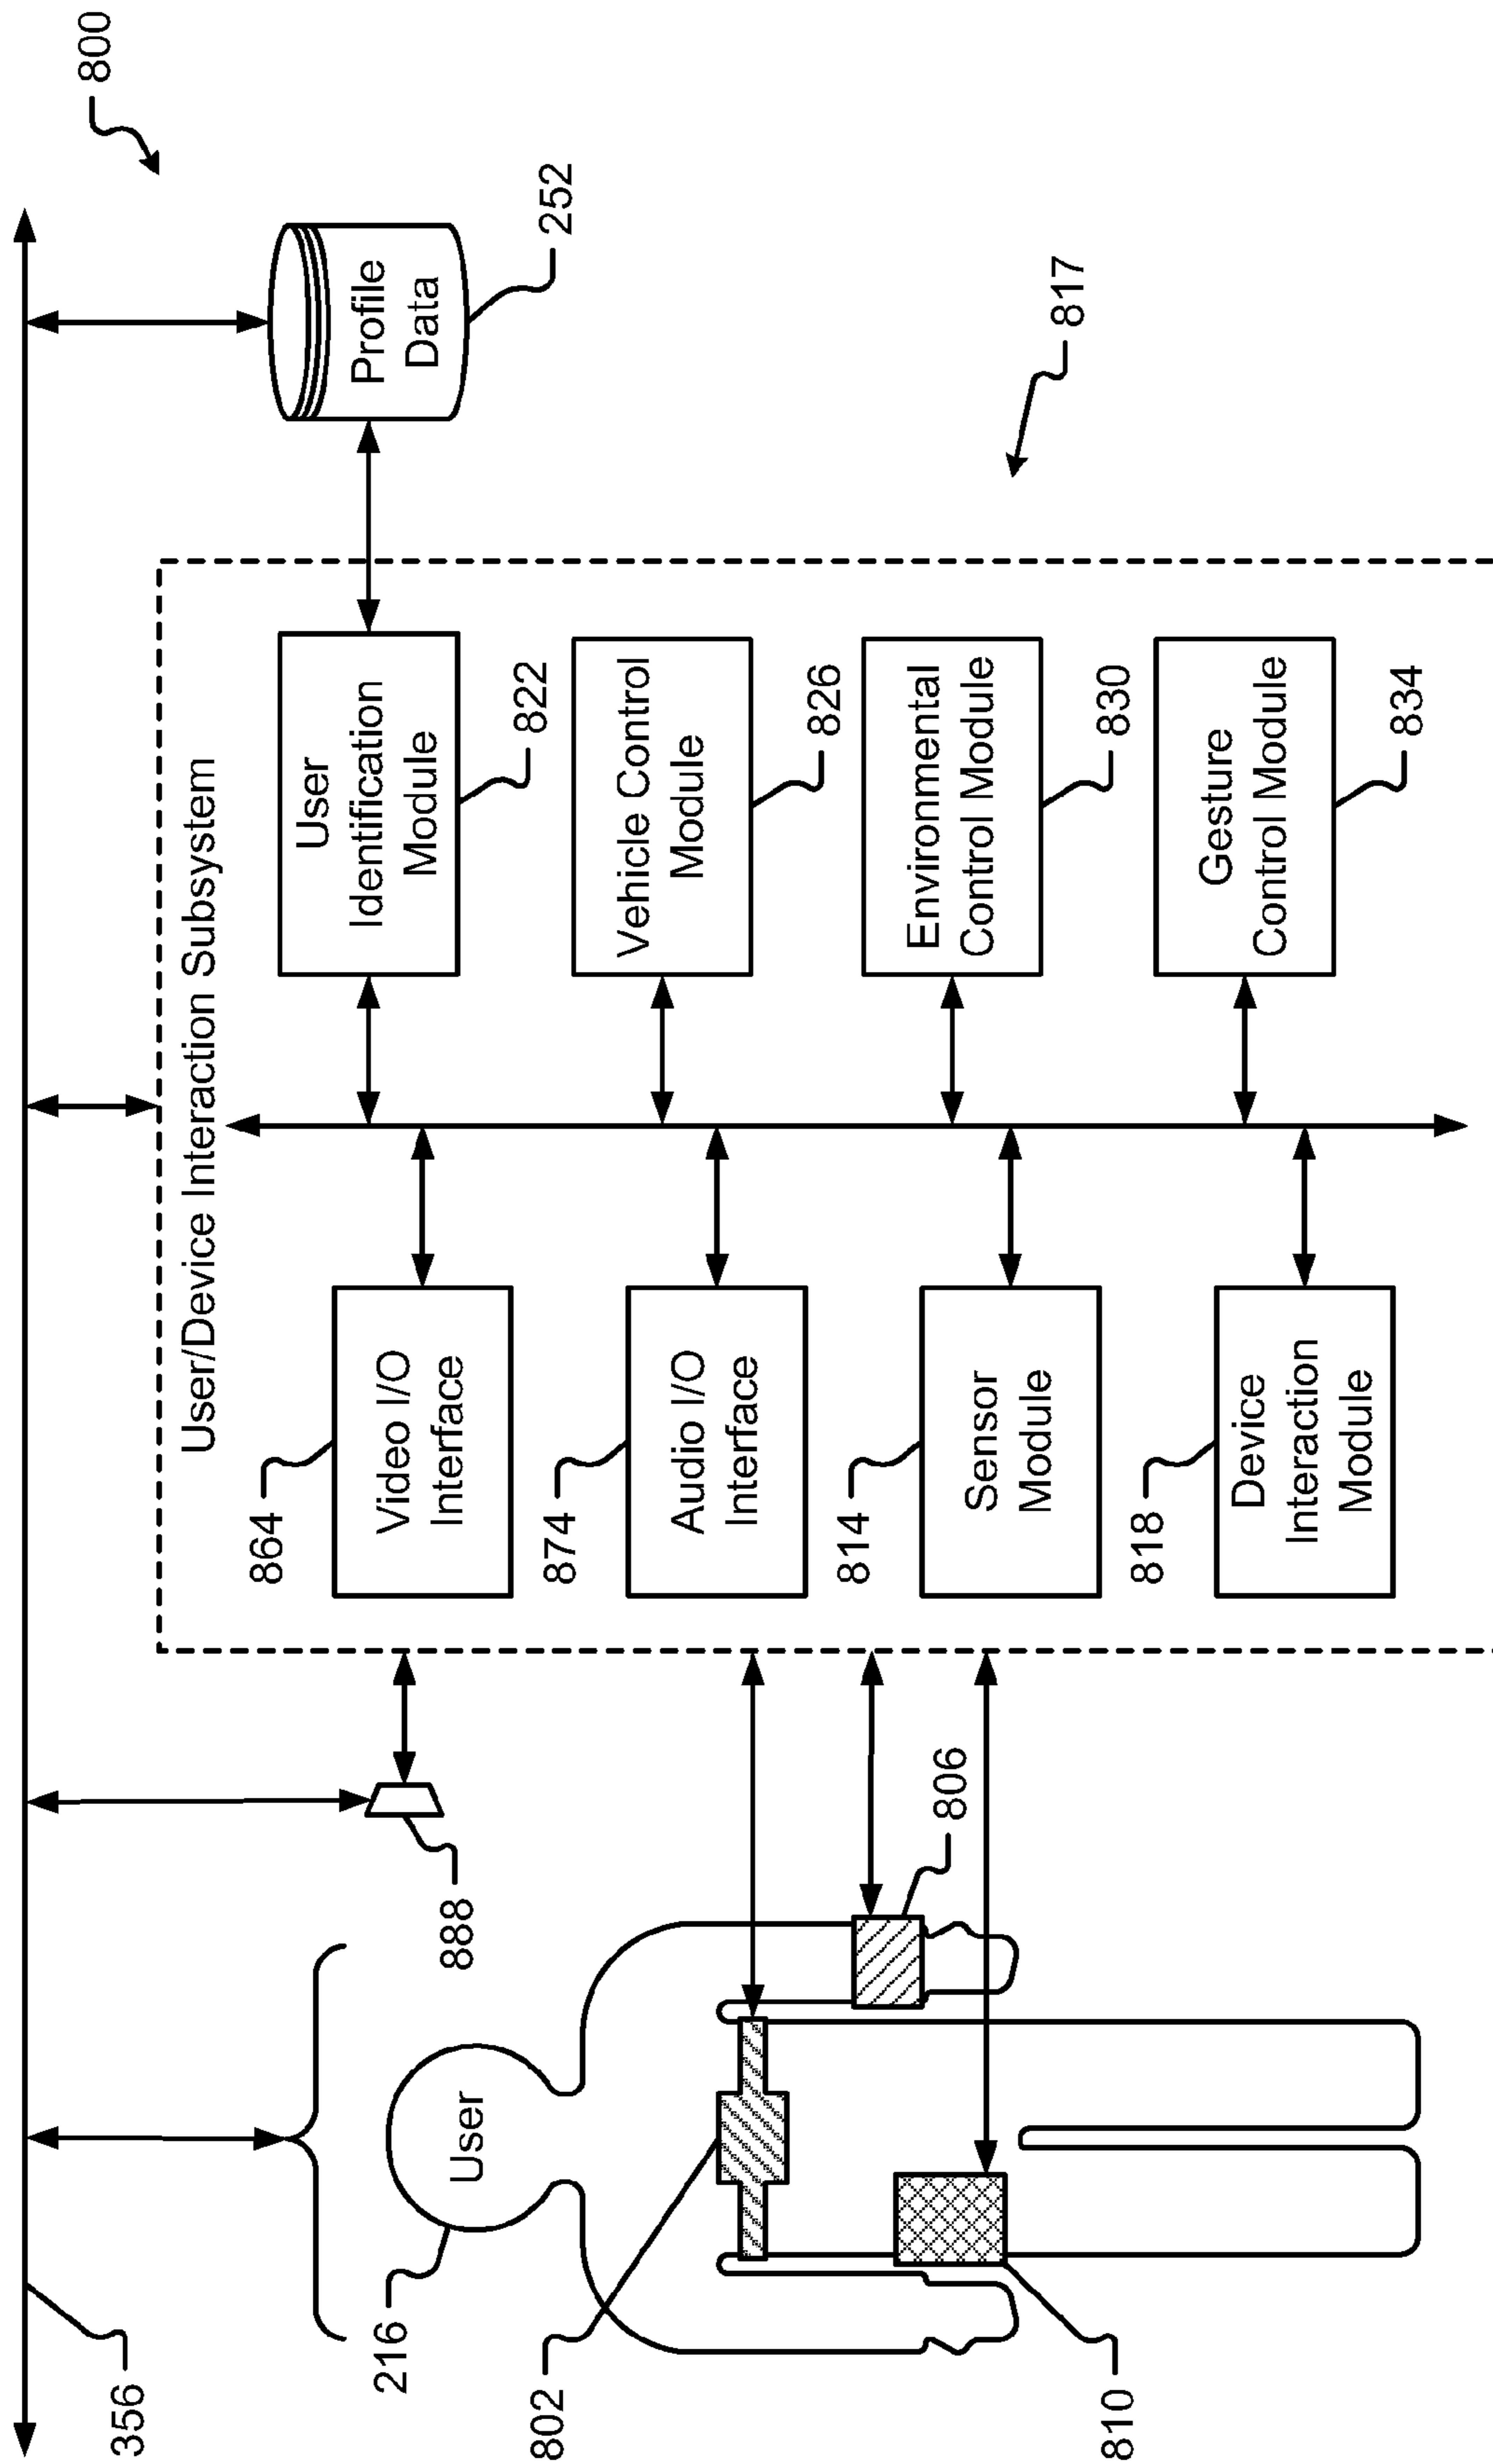 800
356
Profile
Data
252
817
User/Device Interaction Subsystem
User
Identification
Module
822
Vehicle Control
Module
826
Environmental
Control Module
830
Gesture
Control Module
834
864
Video I/O
Interface
874
Audio I/O
Interface
814
Sensor
Module
818
Device
Interaction
Module
888
User
216
802
806
810